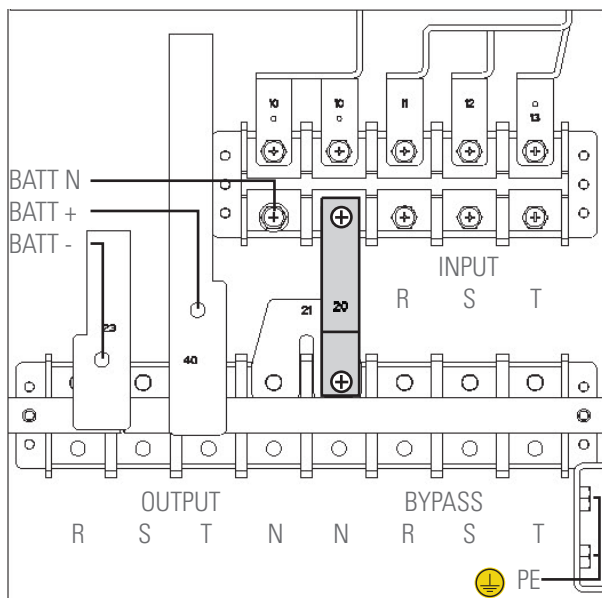 10 10 11 12 13
BATT N
BATT +
BATT -
INPUT
R S T
21 20
23
40
OUTPUT BYPASS
R S T N N R S T
PE